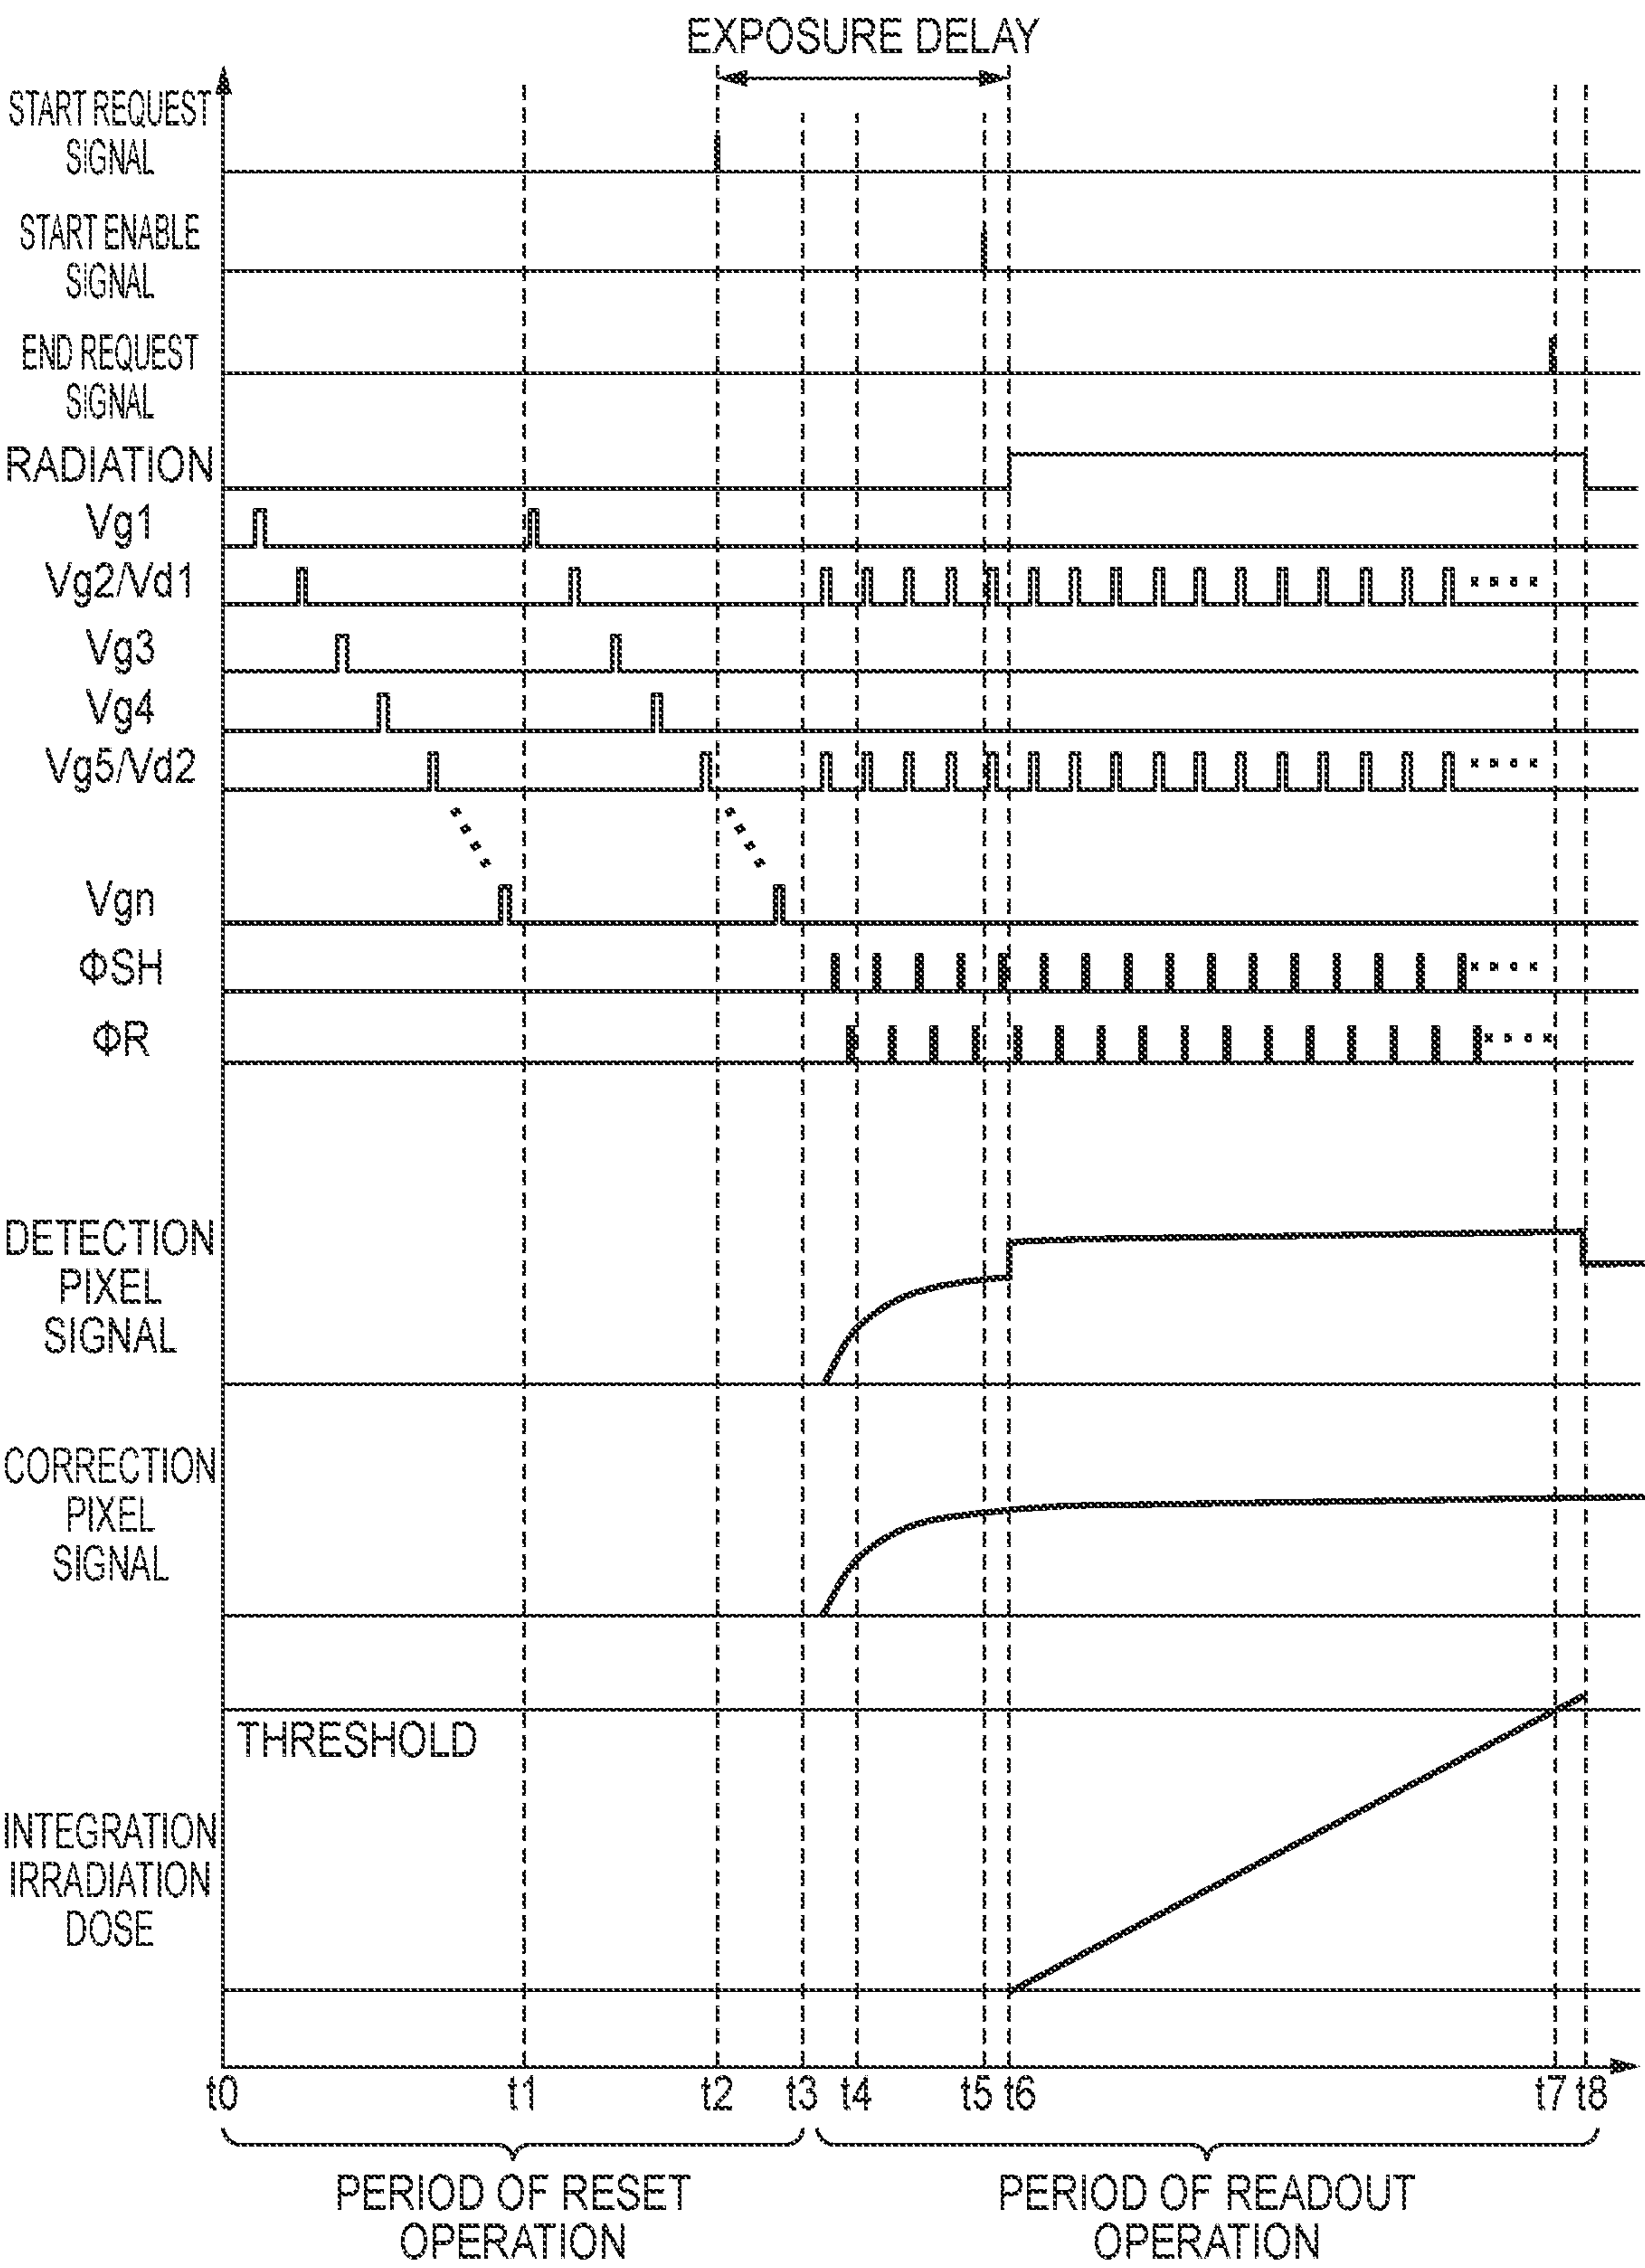 EXPOSURE DELAY
START REQUEST
SIGNAL
START ENABLE
SIGNAL
END REQUEST
SIGNAL
RADIATION
Vg1
Vg2/Vd1
Vg3
Vg4
Vg5/Vd2
Vgn
ΦSH
ΦR
DETECTION
PIXEL
SIGNAL
CORRECTION
PIXEL
SIGNAL
THRESHOLD
INTEGRATION
IRRADIATION
DOSE
t0 t1 t2 t3 t4 t5 t6 t7 t8
PERIOD OF RESET
OPERATION
PERIOD OF READOUT
OPERATION